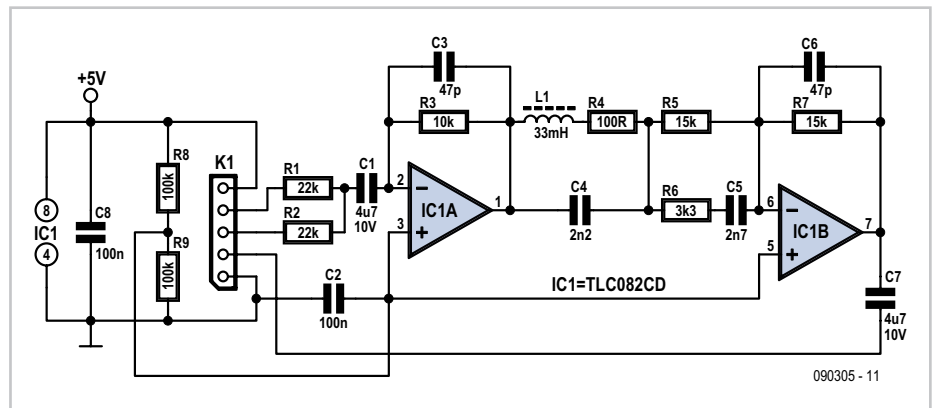 +5V
8
IC1
4
C8
100n
R8
100k
R9
100k
K1
R1
22k
R2
22k
C1
4u7
10V
C2
100n
C3
47p
R3
10k
2
3
1
IC1A
L1
33mH
R4
100R
C4
2n2
R5
15k
R6
3k3
C5
2n7
C6
47p
R7
15k
6
5
7
IC1B
IC1=TLC082CD
C7
4u7
10V
090305 - 11